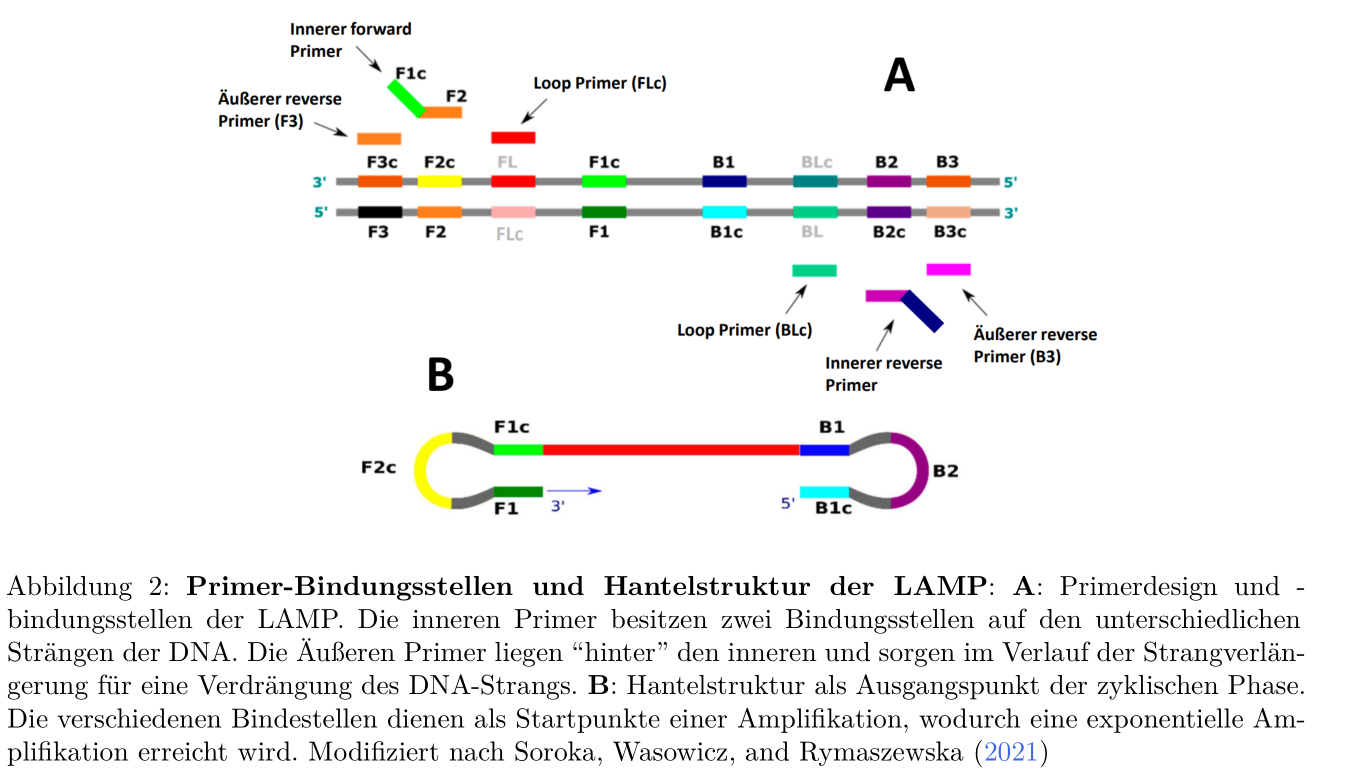 Innerer forward
Primer
A
F1c
F2
Loop Primer (FLc)
Äußerer reverse
Primer (F3)
F3c F2c FL F1c B1 BLc B2 B3
3' 5'
5' 3'
F3 F2 FLc F1 B1c BL B2c B3c
Loop Primer (BLc)
Äußerer reverse
Primer (B3)
Innerer reverse
Primer
B
F1c B1
F2c B2
3' 5'
F1 B1c
Abbildung 2: Primer-Bindungsstellen und Hantelstruktur der LAMP: A: Primerdesign und -
bindungsstellen der LAMP. Die inneren Primer besitzen zwei Bindungsstellen auf den unterschiedlichen
Strängen der DNA. Die Äußeren Primer liegen “hinter” den inneren und sorgen im Verlauf der Strangverlän-
gerung für eine Verdrängung des DNA-Strangs. B: Hantelstruktur als Ausgangspunkt der zyklischen Phase.
Die verschiedenen Bindestellen dienen als Startpunkte einer Amplifikation, wodurch eine exponentielle Am-
plifikation erreicht wird. Modifiziert nach Soroka, Wasowicz, and Rymaszewska (2021)